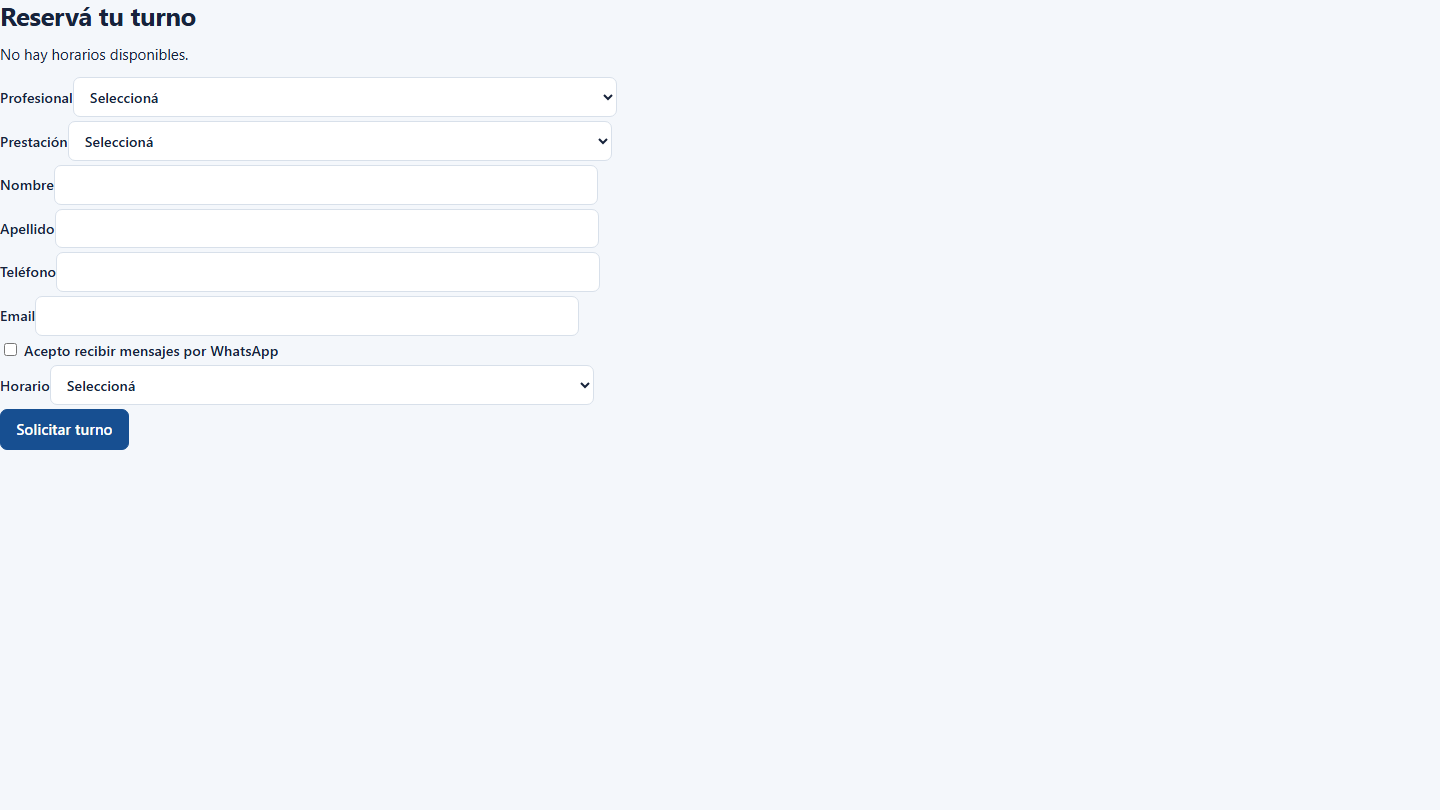 Reservá tu turno
No hay horarios disponibles.
Profesional Seleccioná
Prestación Seleccioná
Nombre
Apellido
Teléfono
Email
Acepto recibir mensajes por WhatsApp
Horario Seleccioná
Solicitar turno